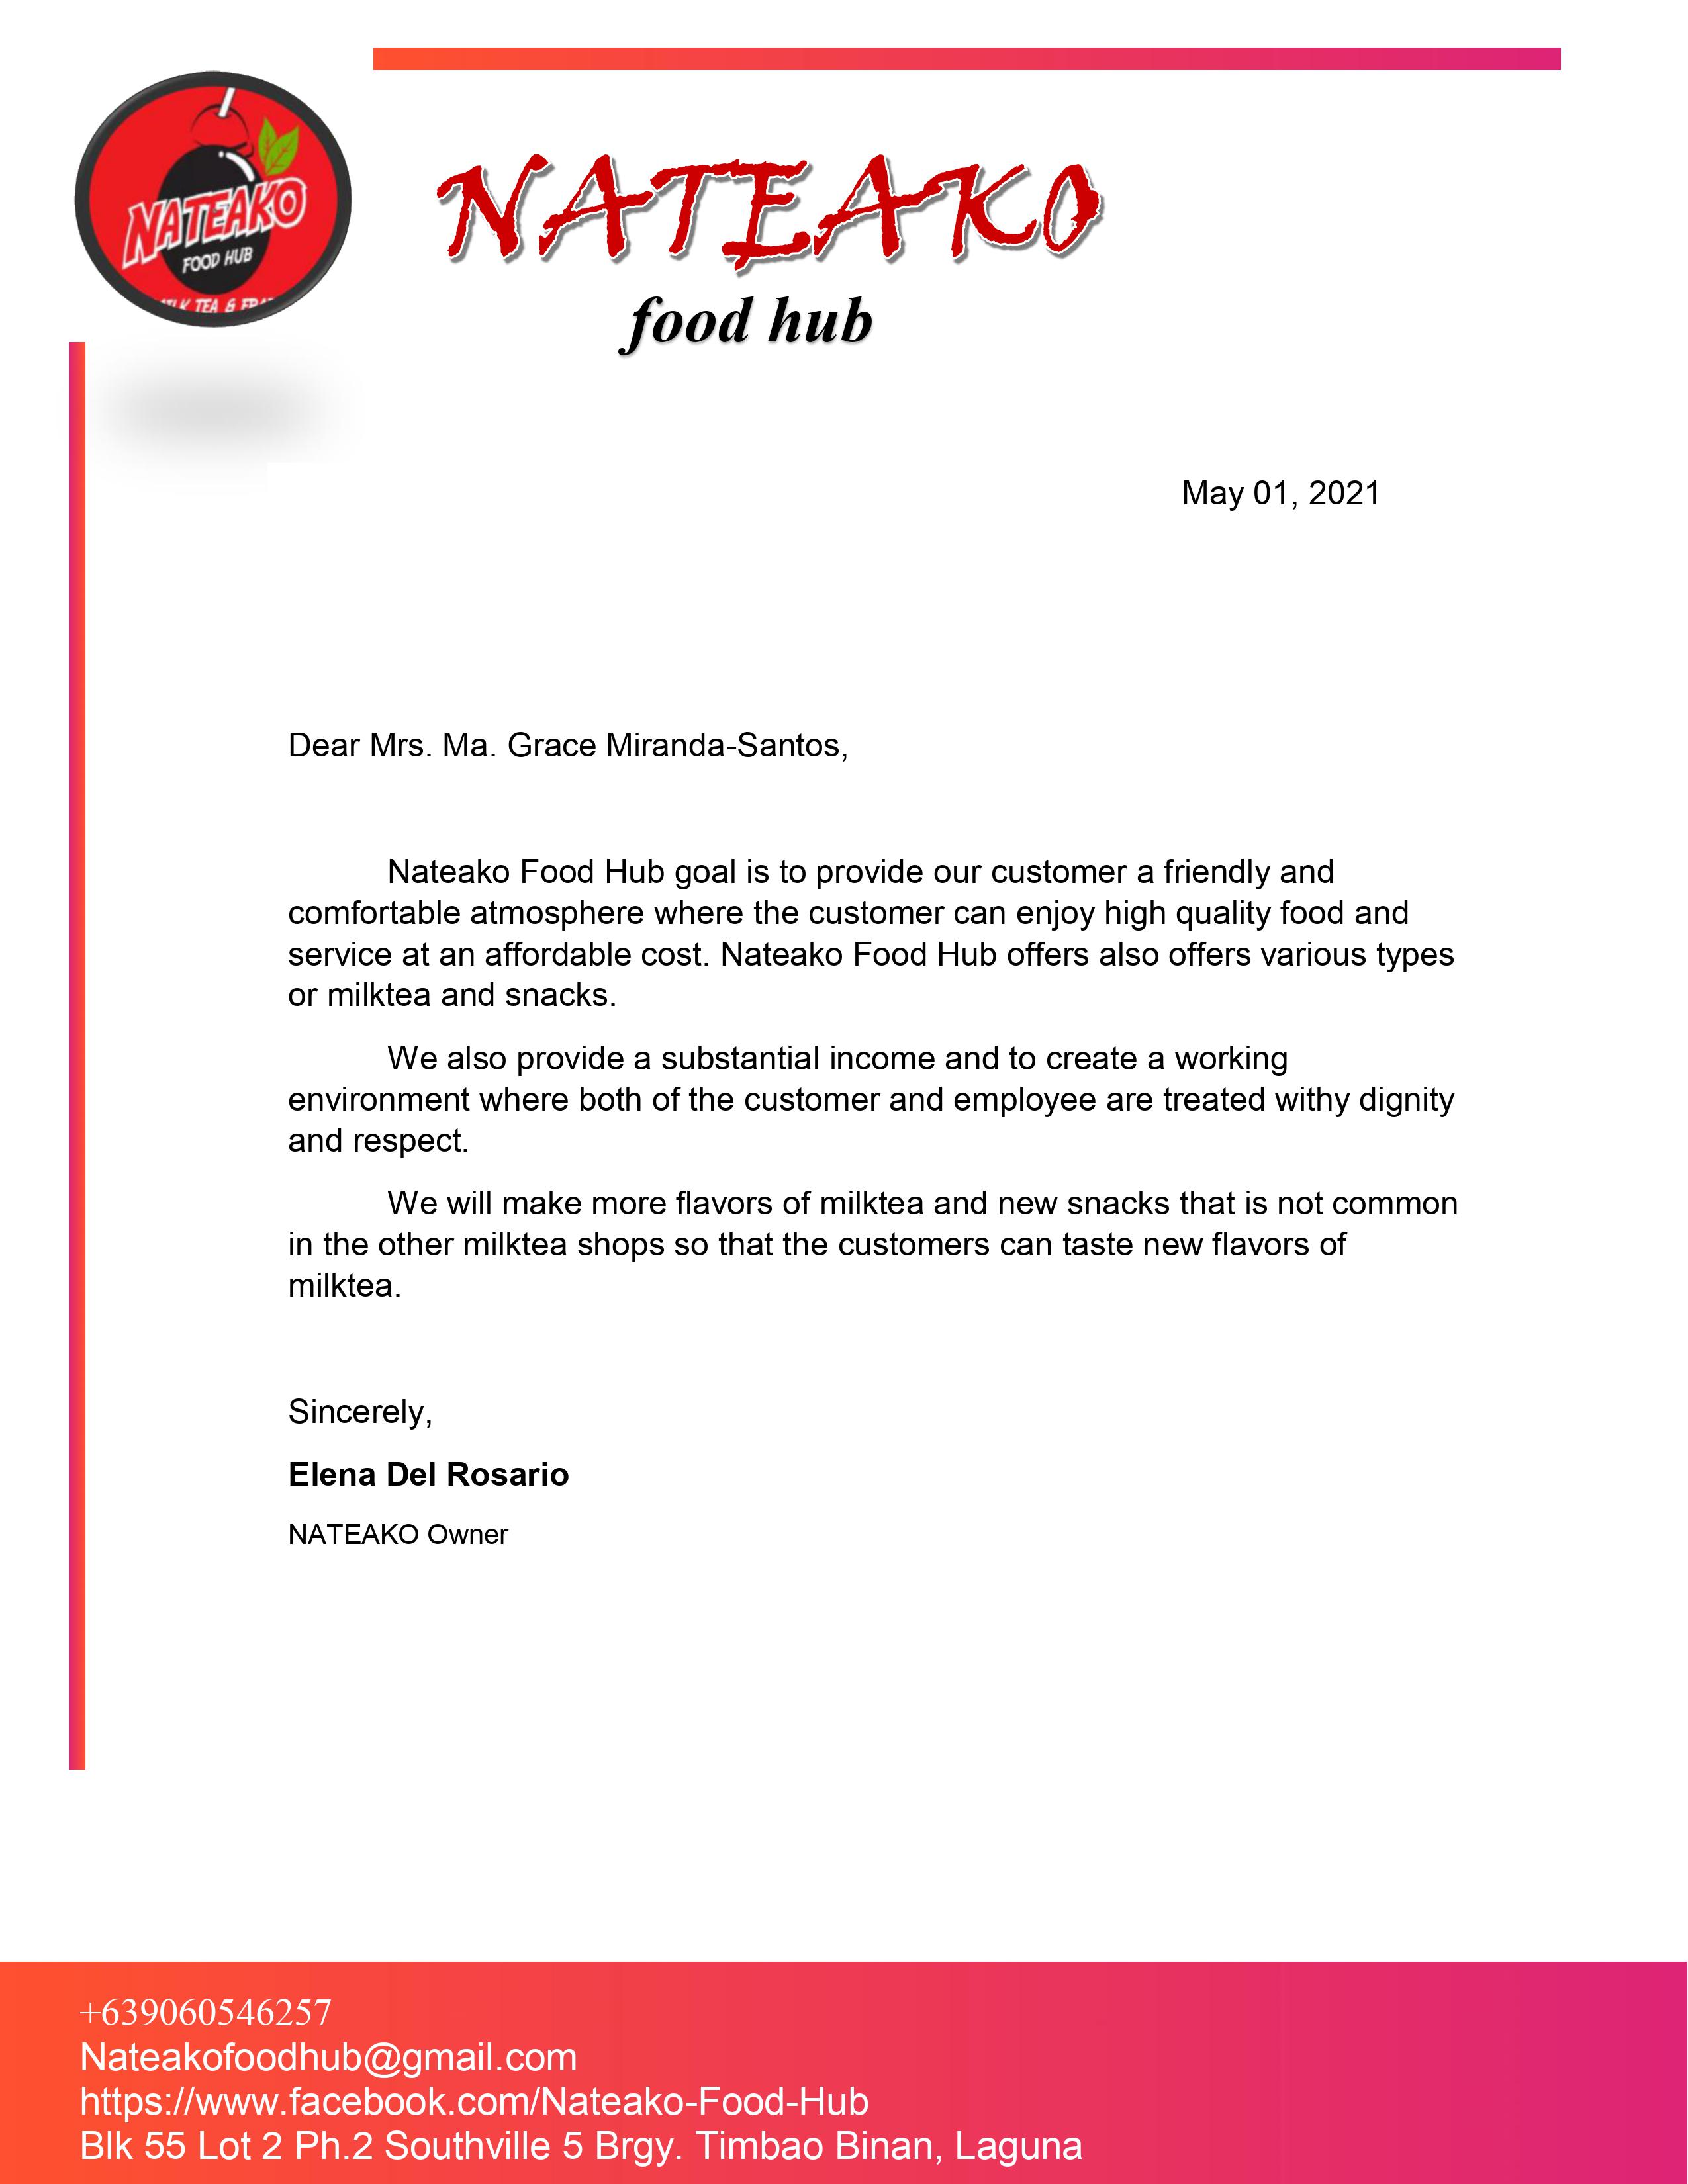 NATEAKO
FOOD HUB
NATEAKO
food hub
May 01, 2021
Dear Mrs. Ma. Grace Miranda-Santos,
Nateako Food Hub goal is to provide our customer a friendly and
comfortable atmosphere where the customer can enjoy high quality food and
service at an affordable cost. Nateako Food Hub offers also offers various types
or milktea and snacks.
We also provide a substantial income and to create a working
environment where both of the customer and employee are treated withy dignity
and respect.
We will make more flavors of milktea and new snacks that is not common
in the other milktea shops so that the customers can taste new flavors of
milktea.
Sincerely,
Elena Del Rosario
NATEAKO Owner
+639060546257
Nateakofoodhub@gmail.com
https://www.facebook.com/Nateako-Food-Hub
Blk 55 Lot 2 Ph.2 Southville 5 Brgy. Timbao Binan, Laguna